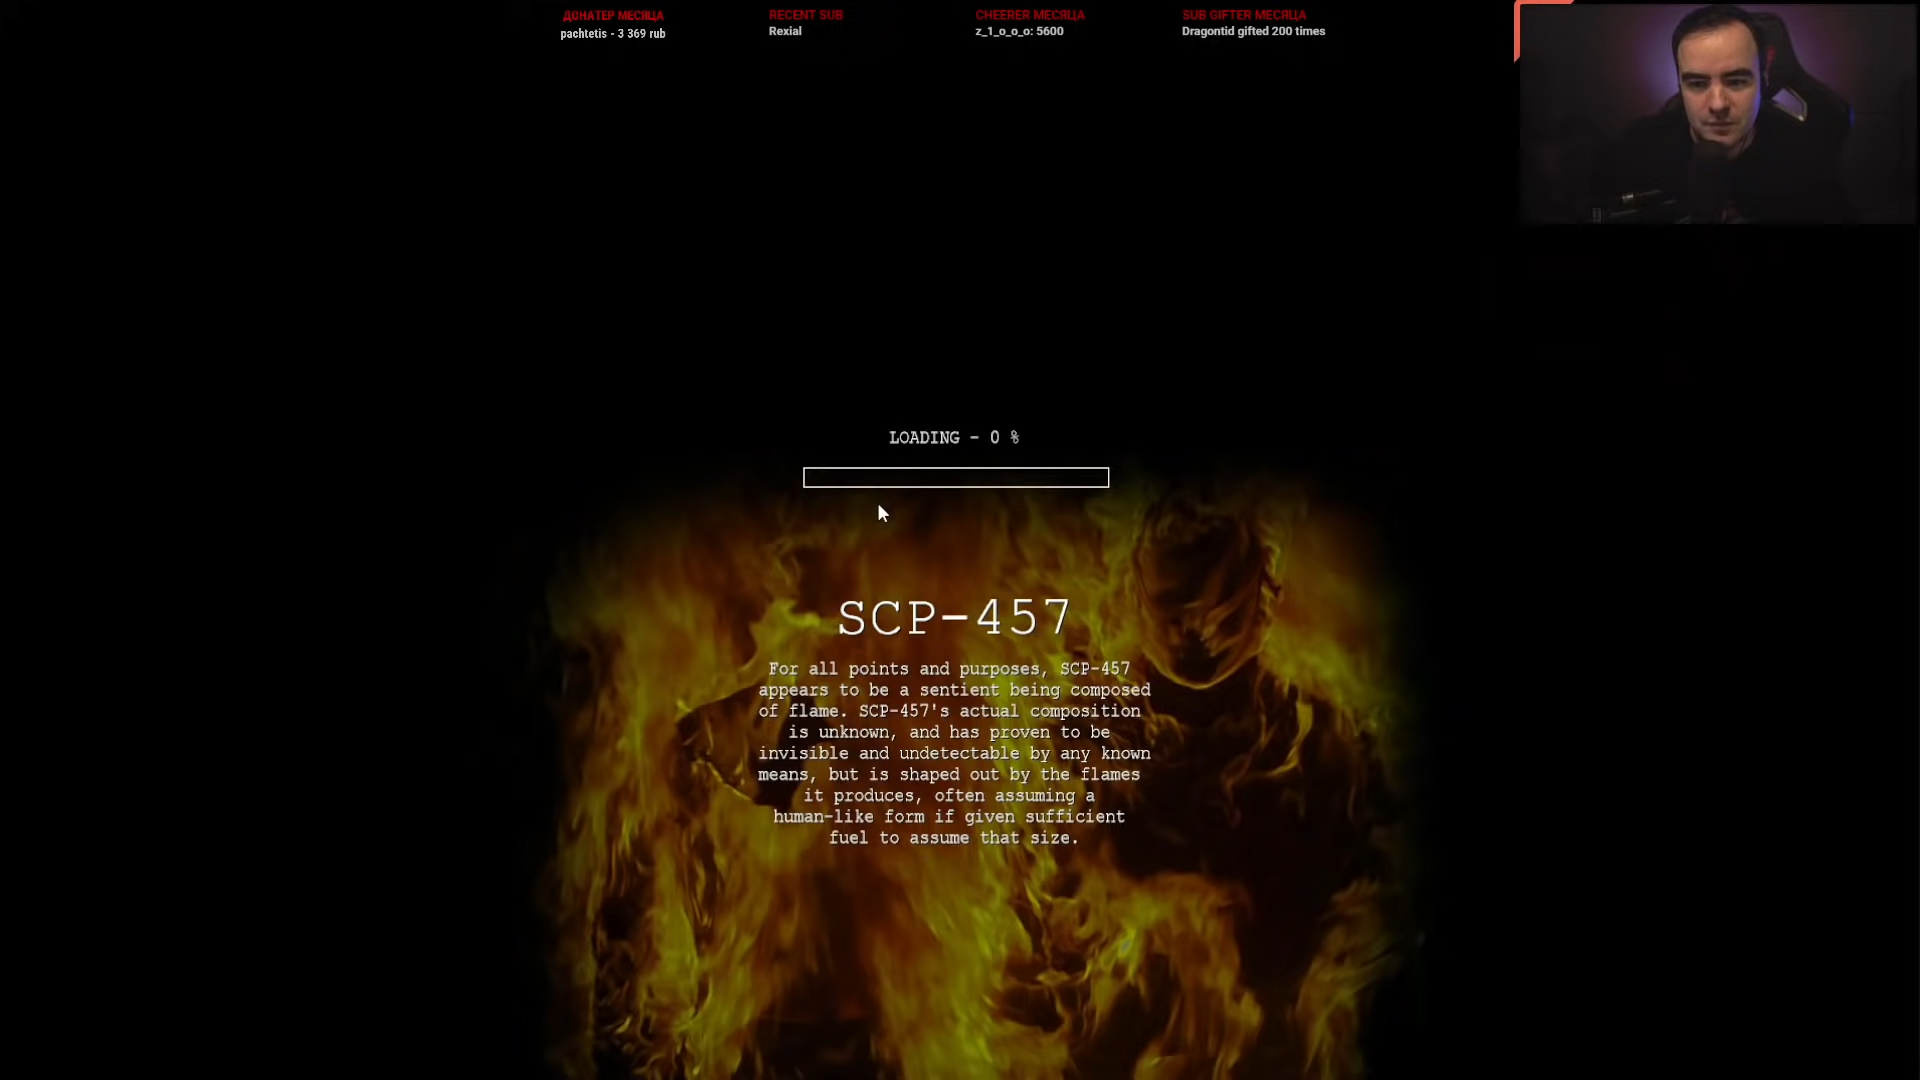 ДОНАТЕР МЕСЯЦА
pachtetis - 3 369 rub
RECENT SUB
Rexial
CHEERER МЕСЯЦА
z_1_o_o_o: 5600
SUB GIFTER МЕСЯЦА
Dragontid gifted 200 times
LOADING - 0 %
SCP-457
For all points and purposes, SCP-457
appears to be a sentient being composed
of flame. SCP-457's actual composition
is unknown, and has proven to be
invisible and undetectable by any known
means, but is shaped out by the flames
it produces, often assuming a
human-like form if given sufficient
fuel to assume that size.